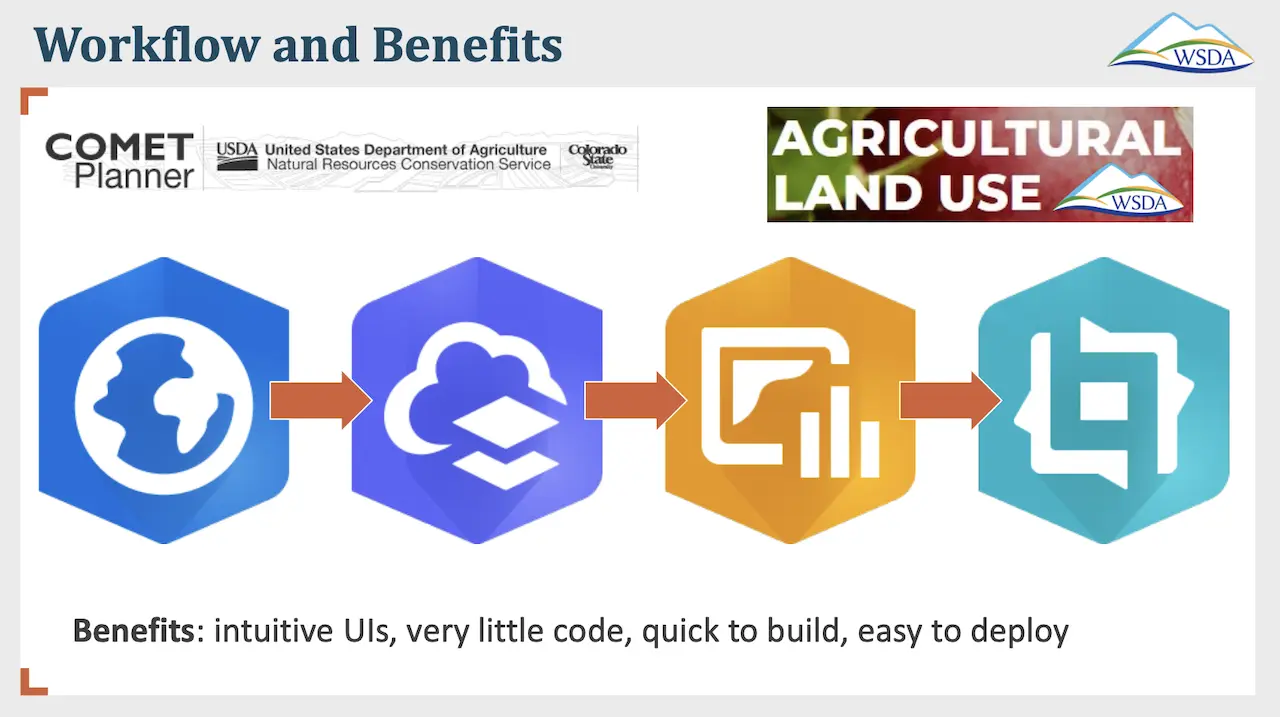 Workflow and Benefits
WSDA
COMET
Planner
USDA United States Department of Agriculture
Natural Resources Conservation Service
Colorado
State
University
AGRICULTURAL
LAND USE
WSDA
Benefits: intuitive UIs, very little code, quick to build, easy to deploy